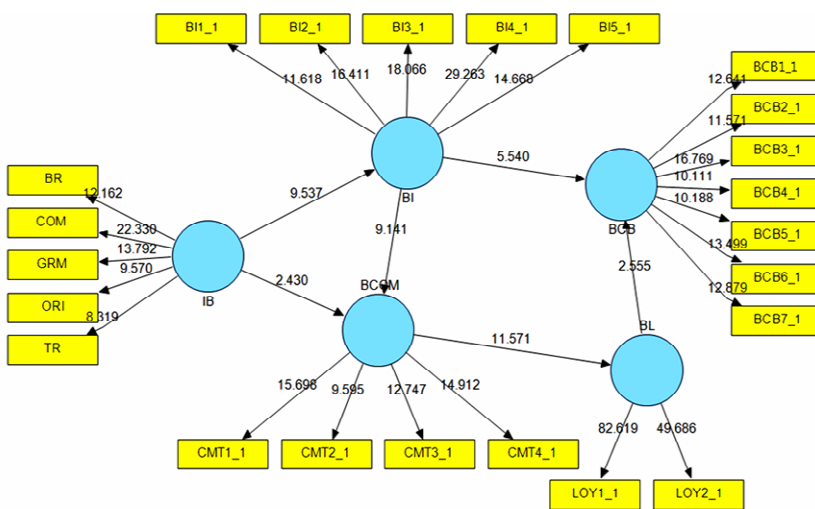 BI1_1
BI2_1
BI3_1
BI4_1
BI5_1
11.618
16.411
18.066
29.263
14.668
BCB1_1
BCB2_1
BCB3_1
BCB4_1
BCB5_1
BCB6_1
BCB7_1
12.641
11.571
16.769
10.111
10.188
13.499
12.879
BI
5.540
BCB
BR
COM
GRM
ORI
TR
12.162
22.330
13.792
9.570
8.319
IB
9.537
9.141
2.430
BCOM
2.555
BL
11.571
15.698
9.595
12.747
14.912
CMT1_1
CMT2_1
CMT3_1
CMT4_1
82.619
49.686
LOY1_1
LOY2_1